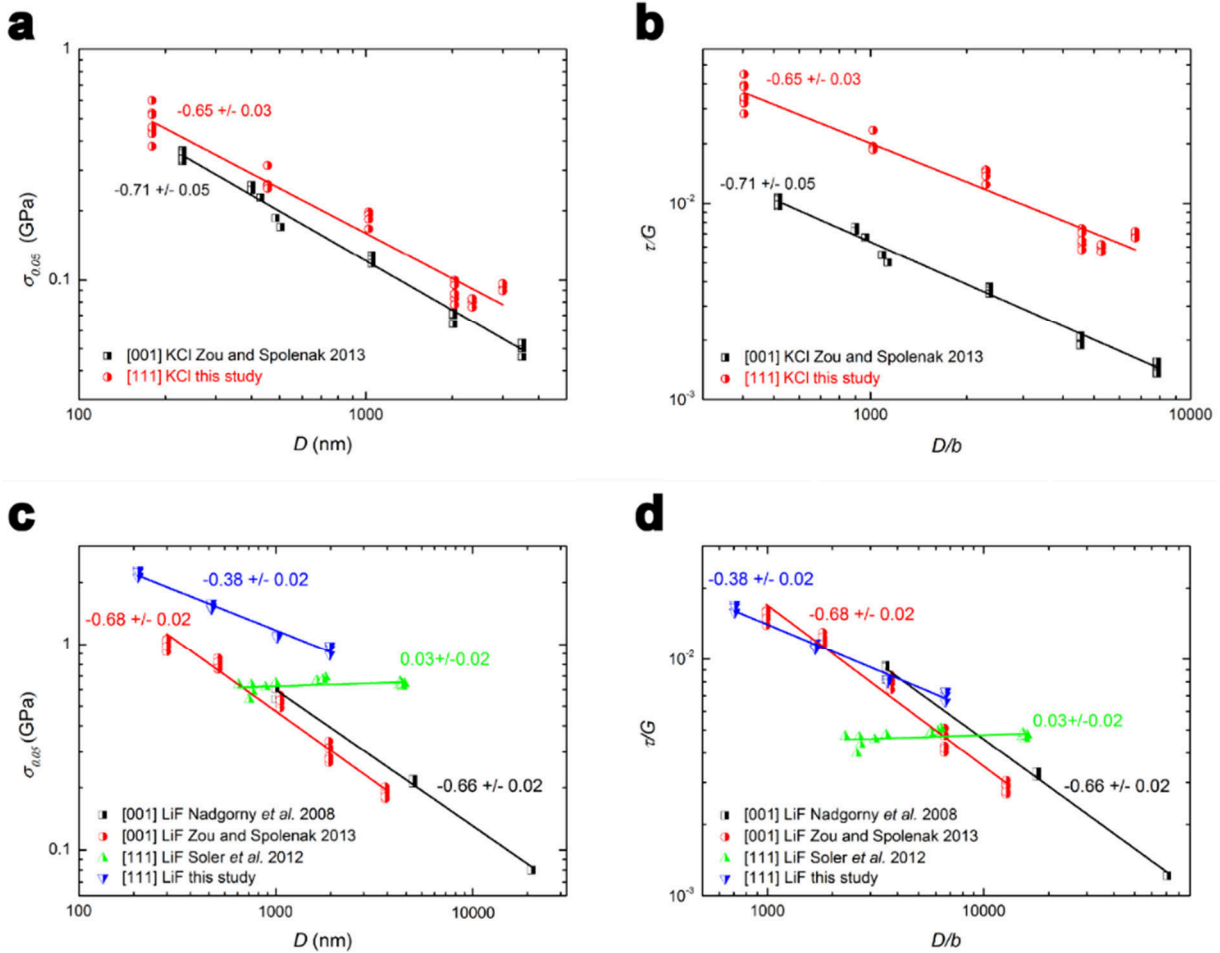 a
1
-0.65 +/- 0.03
-0.71 +/- 0.05
σ0.05 (GPa)
0.1
[001] KCl Zou and Spolenak 2013
[111] KCl this study
100
1000
D (nm)
b
-0.65 +/- 0.03
-0.71 +/- 0.05
10-2
τ/G
[001] KCl Zou and Spolenak 2013
[111] KCl this study
10-3
1000
10000
D/b
c
-0.38 +/- 0.02
-0.68 +/- 0.02
1
0.03+/-0.02
σ0.05 (GPa)
-0.66 +/- 0.02
[001] LiF Nadgorny et al. 2008
[001] LiF Zou and Spolenak 2013
[111] LiF Soler et al. 2012
[111] LiF this study
0.1
100
1000
10000
D (nm)
d
-0.38 +/- 0.02
-0.68 +/- 0.02
10-2
0.03+/-0.02
τ/G
-0.66 +/- 0.02
[001] LiF Nadgorny et al. 2008
[001] LiF Zou and Spolenak 2013
[111] LiF Soler et al. 2012
[111] LiF this study
10-3
1000
10000
D/b